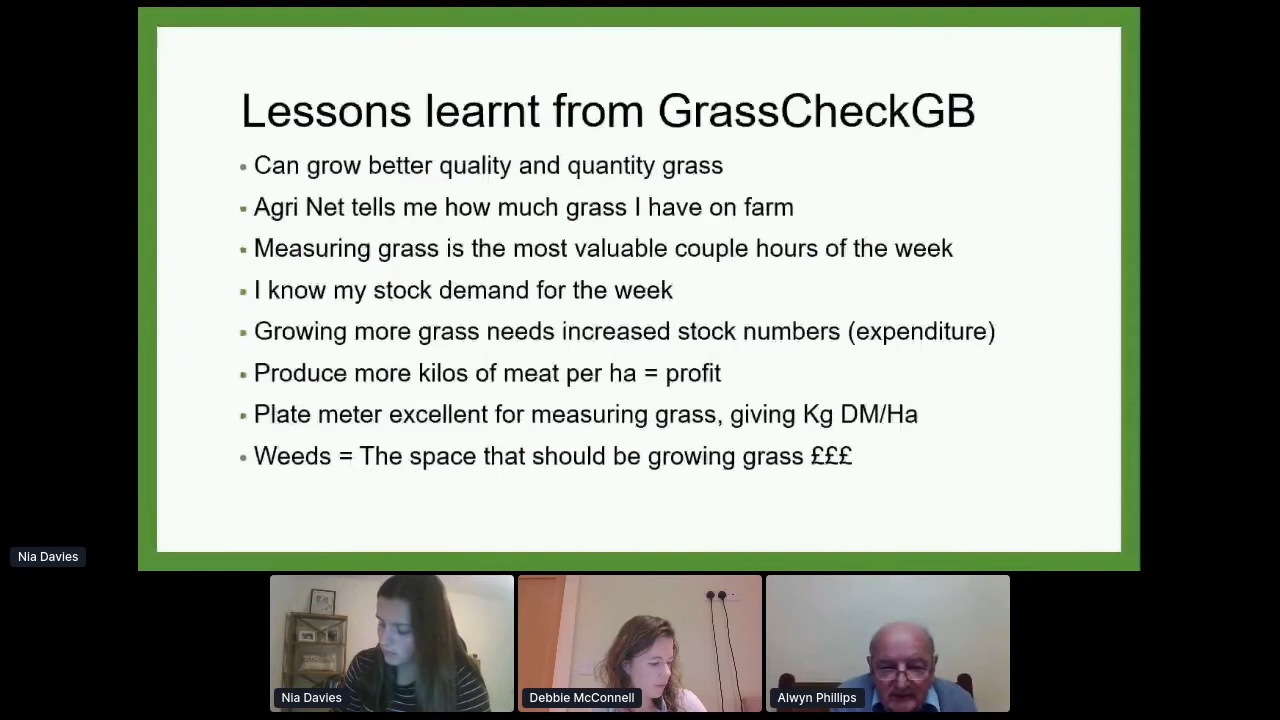 Lessons learnt from GrassCheckGB
• Can grow better quality and quantity grass
• Agri Net tells me how much grass I have on farm
• Measuring grass is the most valuable couple hours of the week
• I know my stock demand for the week
• Growing more grass needs increased stock numbers (expenditure)
• Produce more kilos of meat per ha = profit
• Plate meter excellent for measuring grass, giving Kg DM/Ha
• Weeds = The space that should be growing grass £££
Nia Davies
Nia Davies
Debbie McConnell
Alwyn Phillips